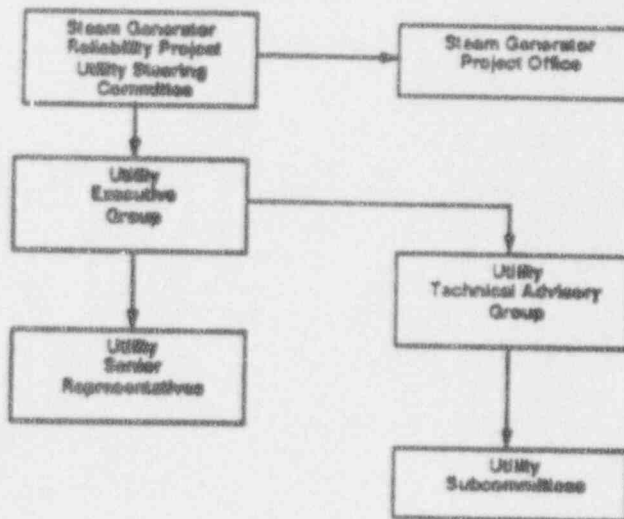 Steam Generator
Reliability Project
Utility Steering
Committee
Steam Generator
Project Office
Utility
Executive
Group
Utility
Technical Advisory
Group
Utility
Senior
Representatives
Utility
Subcommittees